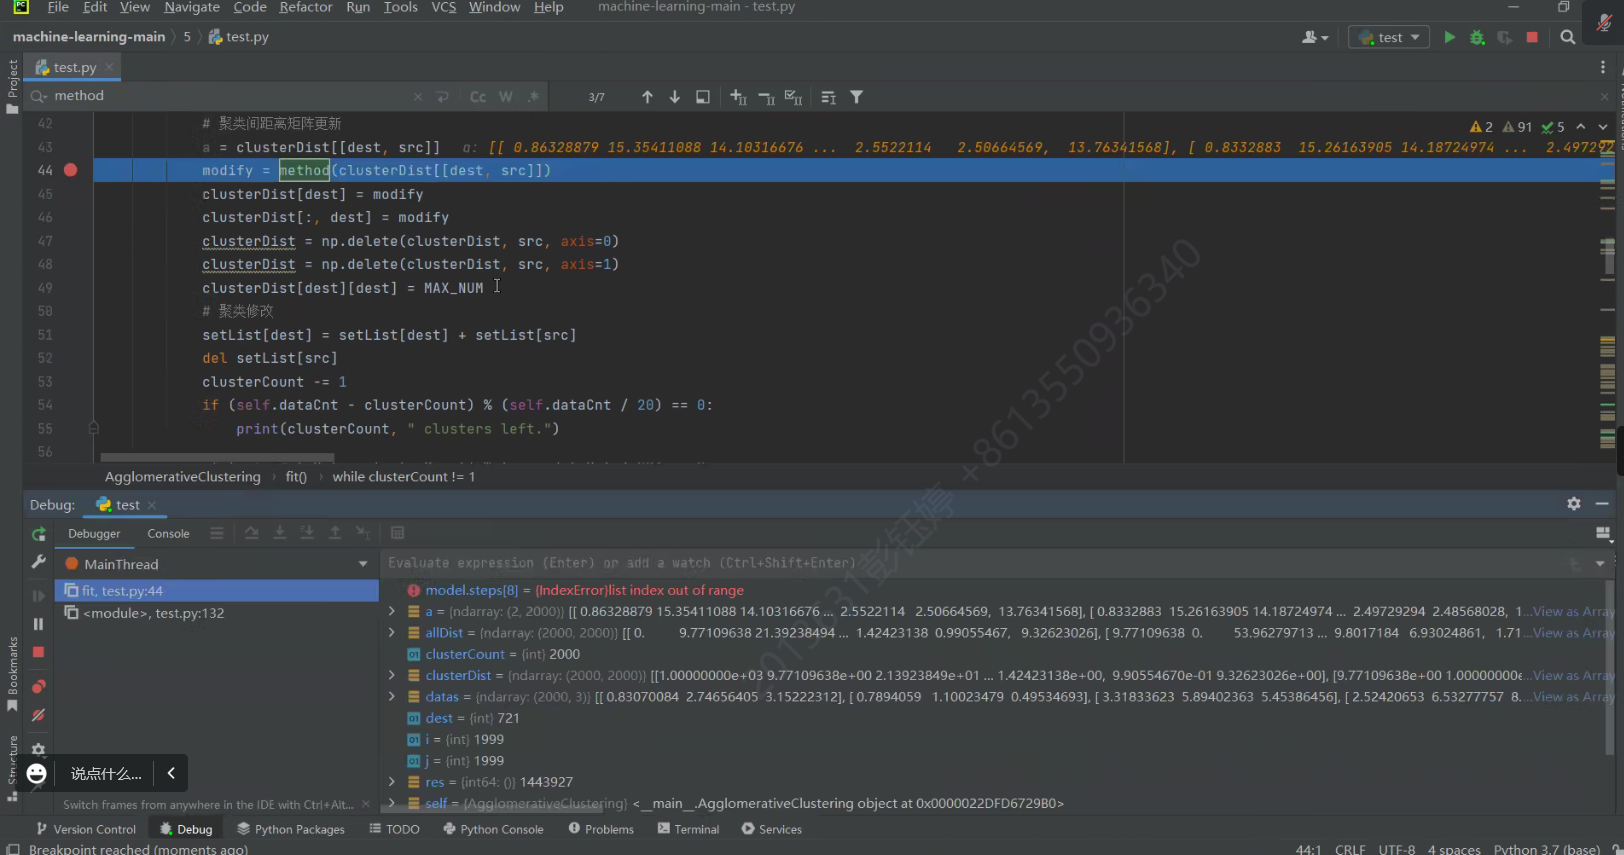 File Edit View Navigate Code Refactor Run Tools VCS Window Help machine-learning-main - test.py
machine-learning-main 5 test.py test
test.py
Project
method Cc W .* 3/7
2 91 5
42 # 聚类间距离矩阵更新
43 a = clusterDist[[dest, src]] a: [[ 0.86328879 15.35411088 14.10316676 ... 2.5522114 2.50664569, 13.76341568], [ 0.8332883 15.26163905 14.18724974 ... 2.497292
44 modify = method(clusterDist[[dest, src]])
45 clusterDist[dest] = modify
46 clusterDist[:, dest] = modify
47 clusterDist = np.delete(clusterDist, src, axis=0)
48 clusterDist = np.delete(clusterDist, src, axis=1)
49 clusterDist[dest][dest] = MAX_NUM
50 # 聚类修改
51 setList[dest] = setList[dest] + setList[src]
52 del setList[src]
53 clusterCount -= 1
54 if (self.dataCnt - clusterCount) % (self.dataCnt / 20) == 0:
55 print(clusterCount, " clusters left.")
56
AgglomerativeClustering fit() while clusterCount != 1
Debug: test
Debugger Console
MainThread
fit, test.py:44
<module>, test.py:132
Evaluate expression (Enter) or add a watch (Ctrl+Shift+Enter)
model.steps[8] = (IndexError)list index out of range
a = {ndarray: (2, 2000)} [[ 0.86328879 15.35411088 14.10316676 ... 2.5522114 2.50664569, 13.76341568], [ 0.8332883 15.26163905 14.18724974 ... 2.49729294 2.48568028, 1...View as Array
allDist = {ndarray: (2000, 2000)} [[ 0. 9.77109638 21.39238494 ... 1.42423138 0.99055467, 9.32623026], [ 9.77109638 0. 53.96279713 ... 9.8017184 6.93024861, 1.71...View as Array
clusterCount = {int} 2000
clusterDist = {ndarray: (2000, 2000)} [[1.00000000e+03 9.77109638e+00 2.13923849e+01 ... 1.42423138e+00, 9.90554670e-01 9.32623026e+00], [9.77109638e+00 1.00000000e...View as Array
datas = {ndarray: (2000, 3)} [[ 0.83070084 2.74656405 3.15222312], [ 0.7894059 1.10023479 0.49534693], [ 3.31833623 5.89402363 5.45386456], [ 2.52420653 6.53277757 8....View as Array
dest = {int} 721
i = {int} 1999
j = {int} 1999
res = {int64: ()} 1443927
self = {AgglomerativeClustering} <__main__.AgglomerativeClustering object at 0x0000022DFD6729B0>
Bookmarks
Structure
说点什么...
Switch frames from anywhere in the IDE with Ctrl+Alt...
Version Control Debug Python Packages TODO Python Console Problems Terminal Services
Breakpoint reached (moments ago) 44:1 CRLF UTF-8 4 spaces Python 3.7 (base)
彭钰婷 +8613550936340